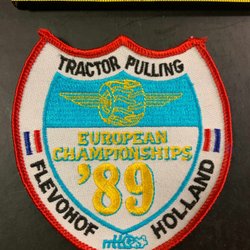 TRACTOR PULLING
EUROPEAN
CHAMPIONSHIPS
'89
FLEVOHOF HOLLAND